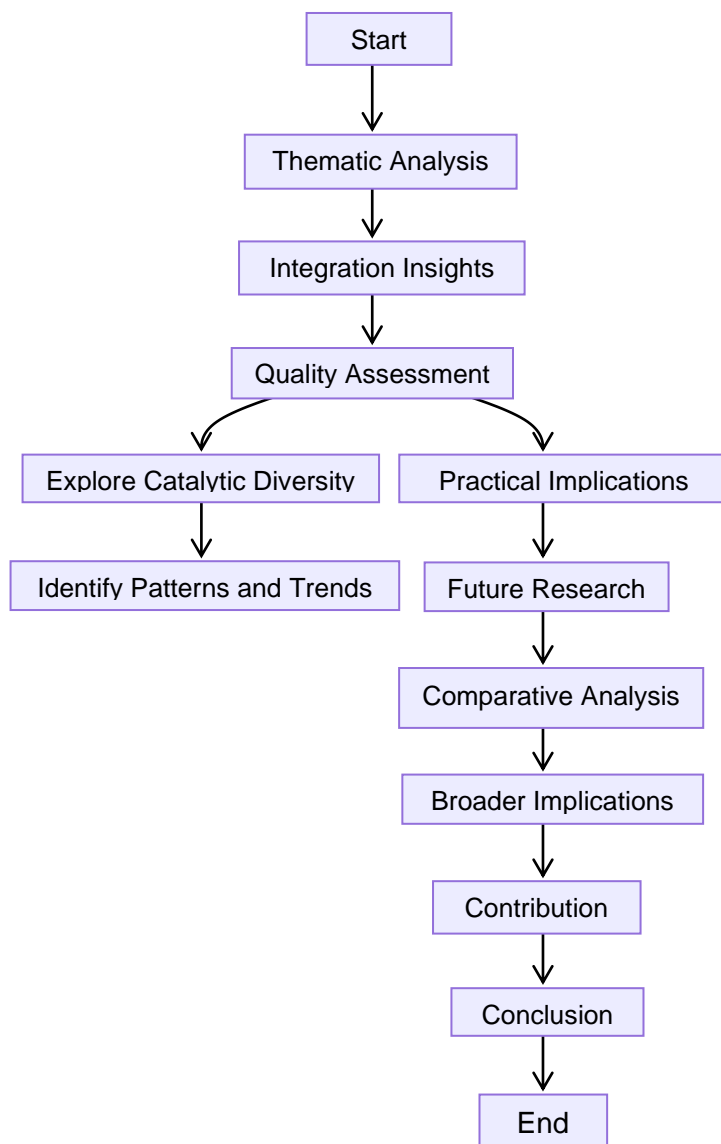 Start
Thematic Analysis
Integration Insights
Quality Assessment
Explore Catalytic Diversity
Practical Implications
Identify Patterns and Trends
Future Research
Comparative Analysis
Broader Implications
Contribution
Conclusion
End